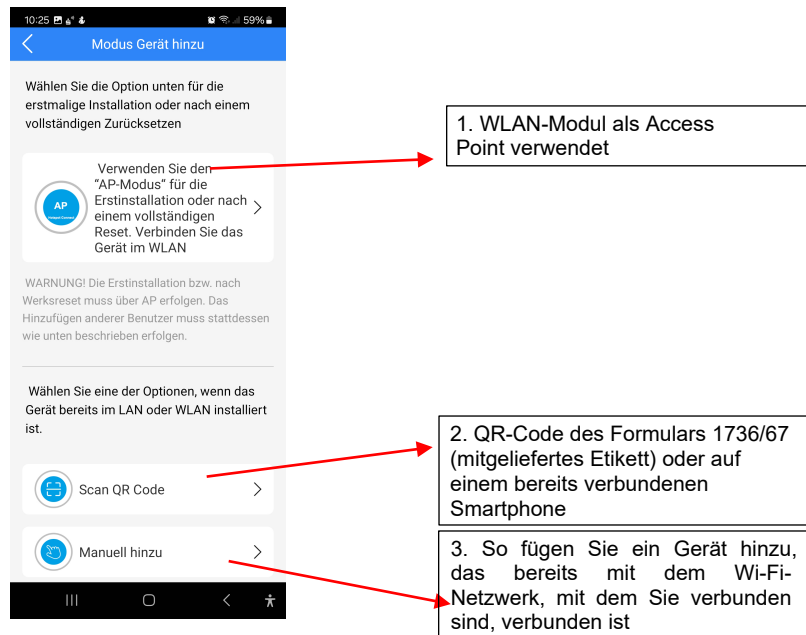 10:25 59%
Modus Gerät hinzu
Wählen Sie die Option unten für die
erstmalige Installation oder nach einem
vollständigen Zurücksetzen
AP
Verwenden Sie den
"AP-Modus" für die
Erstinstallation oder nach
einem vollständigen
Reset. Verbinden Sie das
Gerät im WLAN
WARNUNG! Die Erstinstallation bzw. nach
Werksreset muss über AP erfolgen. Das
Hinzufügen anderer Benutzer muss stattdessen
wie unten beschrieben erfolgen.
Wählen Sie eine der Optionen, wenn das
Gerät bereits im LAN oder WLAN installiert
ist.
Scan QR Code
Manuell hinzu
1. WLAN-Modul als Access
Point verwendet
2. QR-Code des Formulars 1736/67
(mitgeliefertes Etikett) oder auf
einem bereits verbundenen
Smartphone
3. So fügen Sie ein Gerät hinzu,
das bereits mit dem Wi-Fi-
Netzwerk, mit dem Sie verbunden
sind, verbunden ist